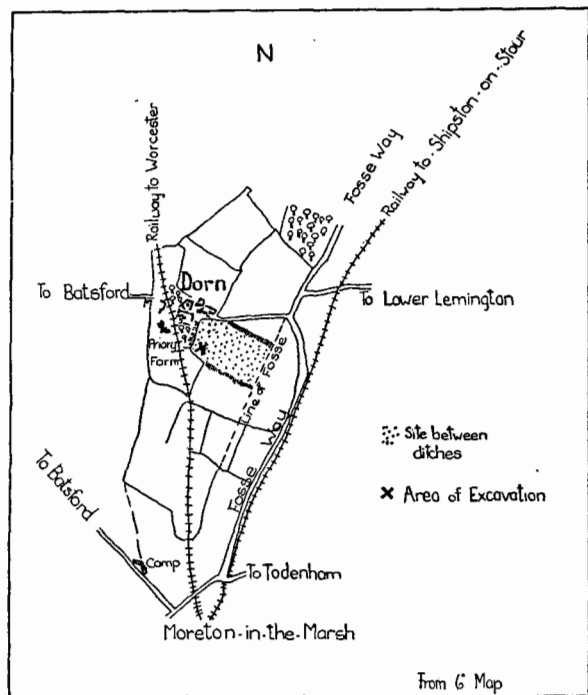 N
Railway to Worcester
Fosse Way
Railway to Shipston-on-Stour
Dorn
To Batsford
To Lower Lemington
Priory
Farm
Line of Fosse
Site between
ditches
Fosse Way
× Area of Excavation
To Batsford
Camp
To Todenham
Moreton-in-the-Marsh
From 6" Map